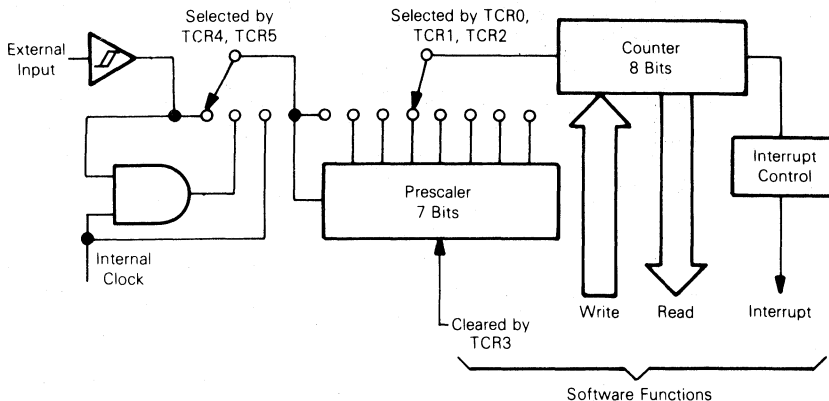 Selected by
TCR4, TCR5
Selected by TCR0,
TCR1, TCR2
Counter
8 Bits
External
Input
Interrupt
Control
Prescaler
7 Bits
Internal
Clock
Write
Read
Interrupt
Cleared by
TCR3
Software Functions